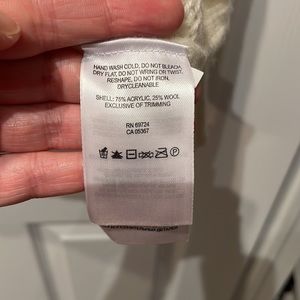 HAND WASH COLD, DO NOT BLEACH,
DRY FLAT, DO NOT WRING OR TWIST,
RESHAPE, DO NOT IRON,
DRYCLEANABLE
SHELL: 75% ACRYLIC, 25% WOOL
EXCLUSIVE OF TRIMMING
RN 69724
CA 05367